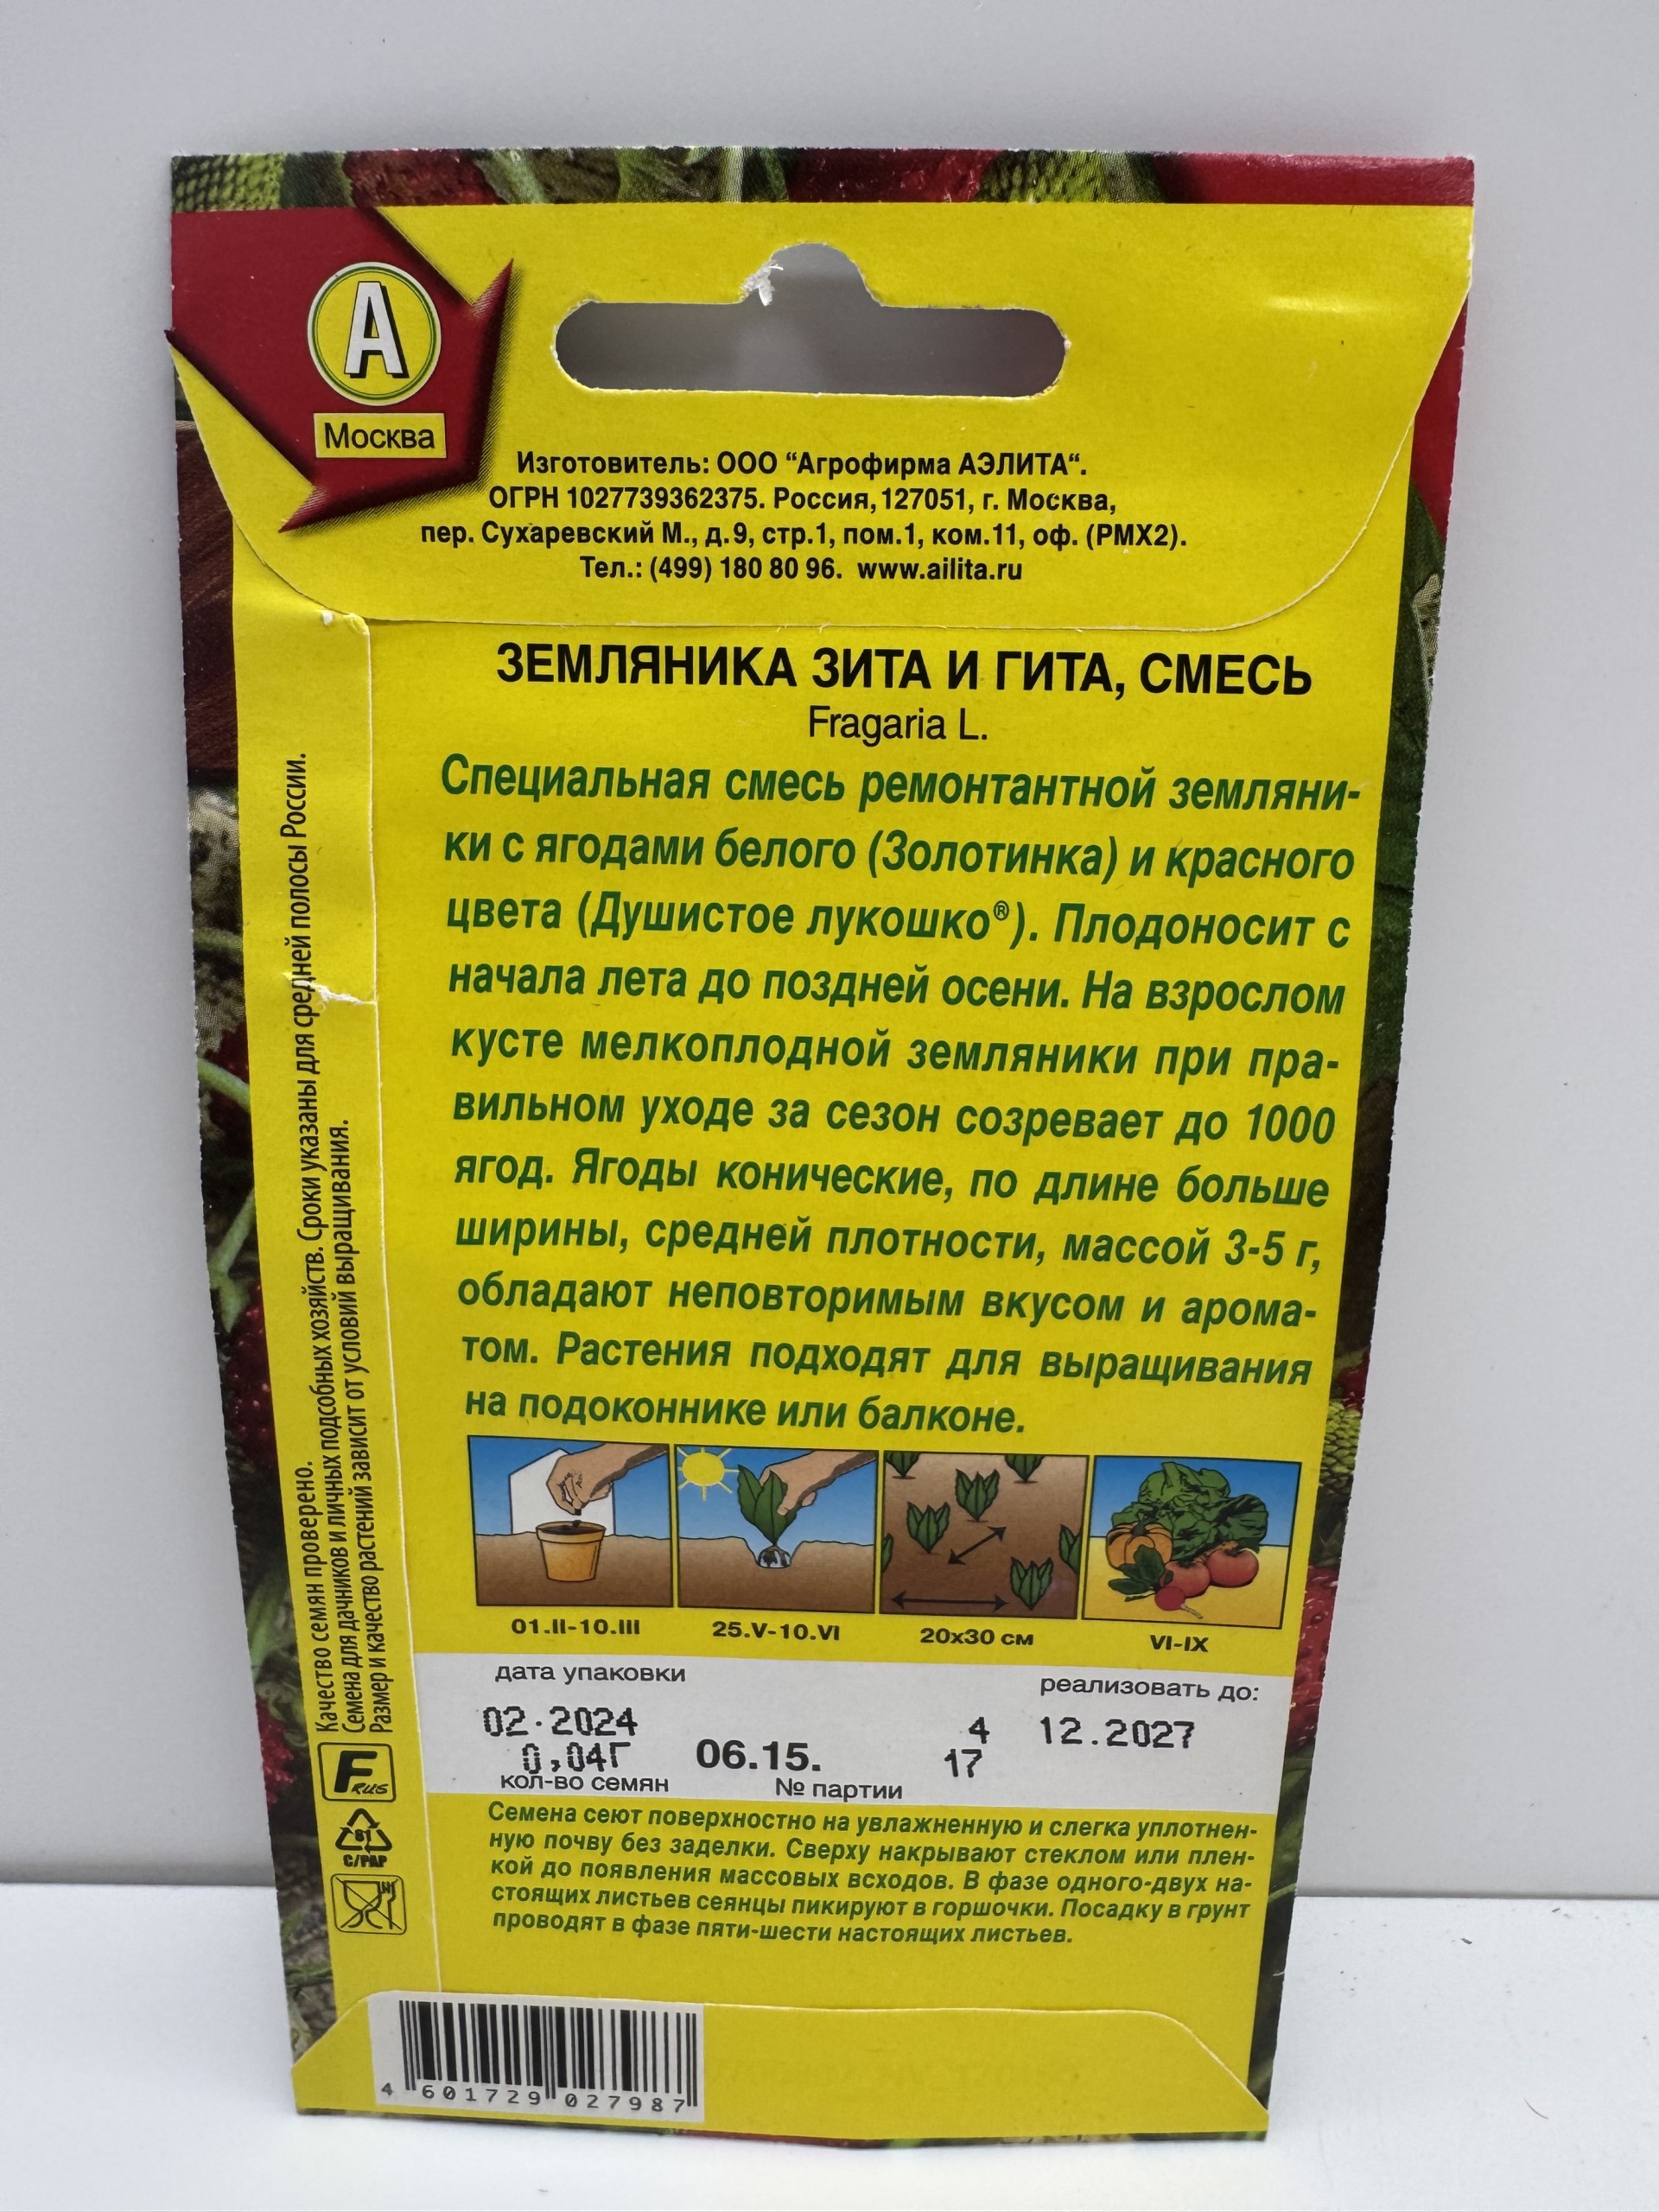 А
Москва
Изготовитель: ООО “Агрофирма АЭЛИТА“.
ОГРН 1027739362375. Россия, 127051, г. Москва,
пер. Сухаревский М., д.9, стр.1, пом.1, ком.11, оф. (РМХ2).
Тел.: (499) 180 80 96. www.ailita.ru
ЗЕМЛЯНИКА ЗИТА И ГИТА, СМЕСЬ
Fragaria L.
Специальная смесь ремонтантной земляни-
ки с ягодами белого (Золотинка) и красного
цвета (Душистое лукошко®). Плодоносит с
начала лета до поздней осени. На взрослом
кусте мелкоплодной земляники при пра-
вильном уходе за сезон созревает до 1000
ягод. Ягоды конические, по длине больше
ширины, средней плотности, массой 3-5 г,
обладают неповторимым вкусом и арома-
том. Растения подходят для выращивания
на подоконнике или балконе.
01.II-10.III
25.V-10.VI
20х30 см
VI-IX
дата упаковки
реализовать до:
02.2024
4
12.2027
0,04Г
06.15.
17
кол-во семян
№ партии
Семена сеют поверхностно на увлажненную и слегка уплотнен-
ную почву без заделки. Сверху накрывают стеклом или плен-
кой до появления массовых всходов. В фазе одного-двух на-
стоящих листьев сеянцы пикируют в горшочки. Посадку в грунт
проводят в фазе пяти-шести настоящих листьев.
Качество семян проверено.
Семена для дачников и личных подсобных хозяйств. Сроки указаны для средней полосы России.
Размер и качество растений зависит от условий выращивания.
F RUS
81
C/PAP
4 601729 027987